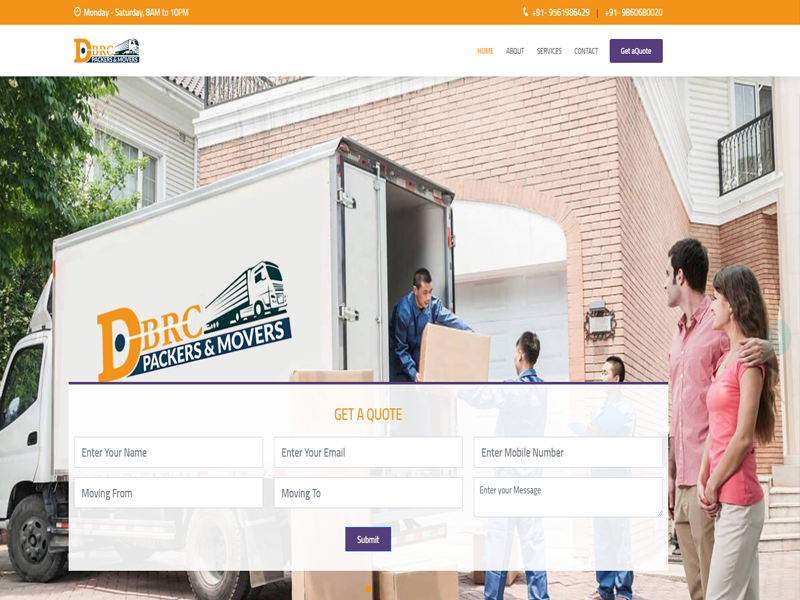 Monday - Saturday, 8AM to 10PM
+91- 9561986429 | +91- 9860680020
DBRC
PACKERS & MOVERS
HOME ABOUT SERVICES CONTACT Get aQuote
DBRC
PACKERS & MOVERS
GET A QUOTE
Enter Your Name Enter Your Email Enter Mobile Number
Moving From Moving To Enter your Message
Submit